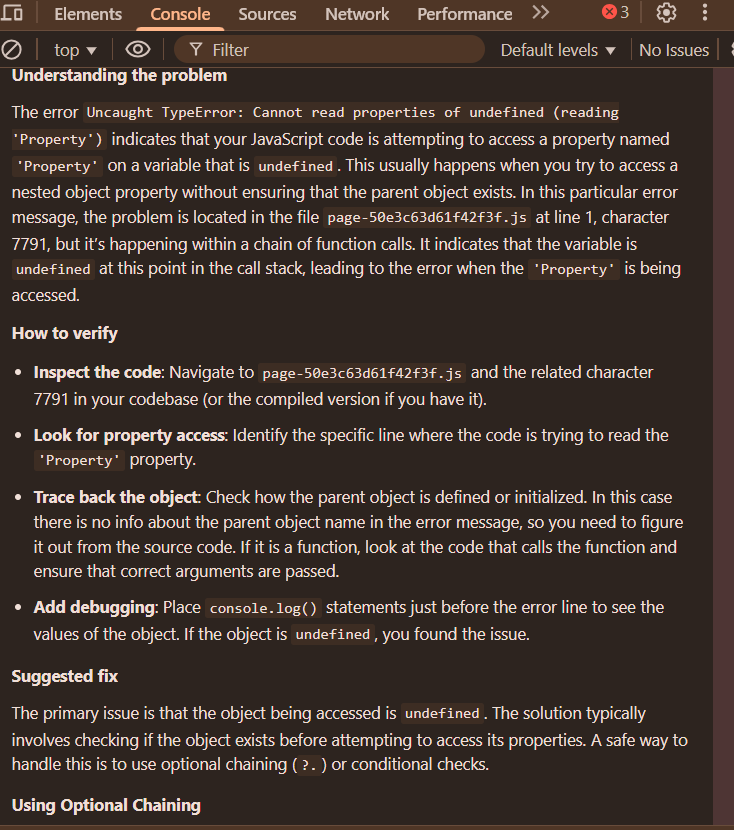 Elements Console Sources Network Performance 3
top Filter Default levels No Issues
Understanding the problem
The error Uncaught TypeError: Cannot read properties of undefined (reading
'Property') indicates that your JavaScript code is attempting to access a property named
'Property' on a variable that is undefined. This usually happens when you try to access a
nested object property without ensuring that the parent object exists. In this particular error
message, the problem is located in the file page-50e3c63d61f42f3f.js at line 1, character
7791, but it's happening within a chain of function calls. It indicates that the variable is
undefined at this point in the call stack, leading to the error when the 'Property' is being
accessed.
How to verify
• Inspect the code: Navigate to page-50e3c63d61f42f3f.js and the related character
7791 in your codebase (or the compiled version if you have it).
• Look for property access: Identify the specific line where the code is trying to read the
'Property' property.
• Trace back the object: Check how the parent object is defined or initialized. In this case
there is no info about the parent object name in the error message, so you need to figure
it out from the source code. If it is a function, look at the code that calls the function and
ensure that correct arguments are passed.
• Add debugging: Place console.log() statements just before the error line to see the
values of the object. If the object is undefined, you found the issue.
Suggested fix
The primary issue is that the object being accessed is undefined. The solution typically
involves checking if the object exists before attempting to access its properties. A safe way to
handle this is to use optional chaining (?.) or conditional checks.
Using Optional Chaining